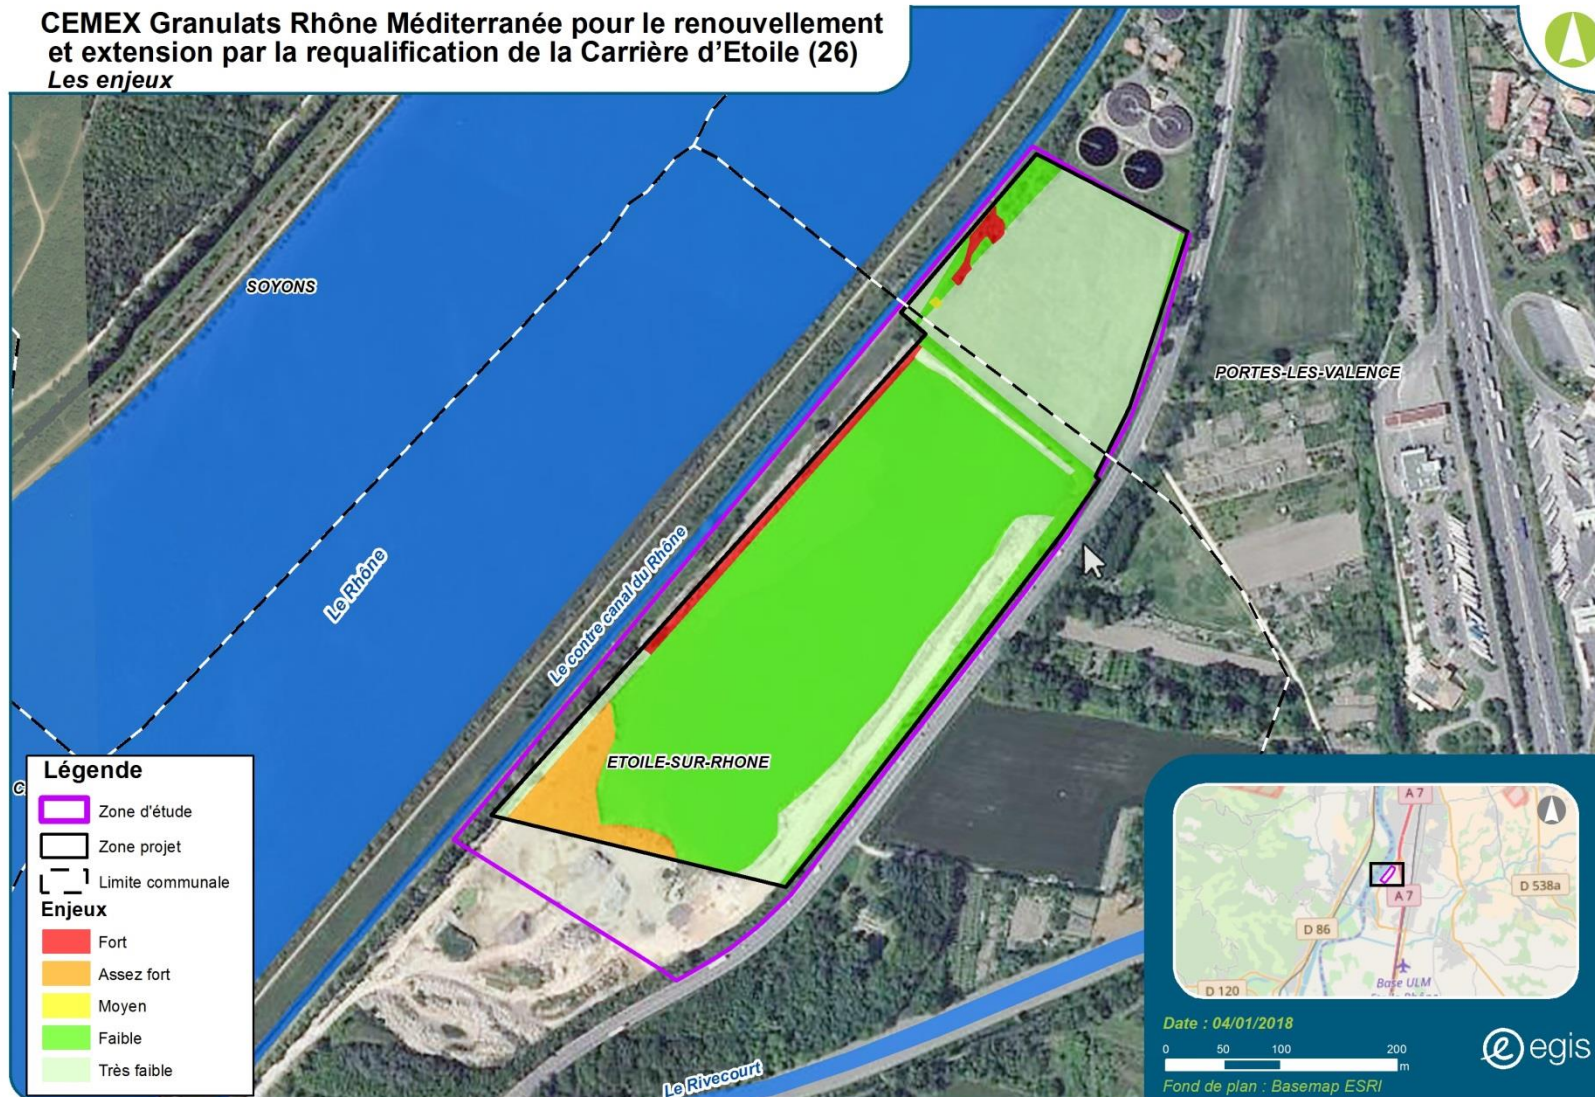 CEMEX Granulats Rhône Méditerranée pour le renouvellement
et extension par la requalification de la Carrière d'Etoile (26)
Les enjeux
SOYONS
PORTES-LES-VALENCE
Le Rhône
Le contre canal du Rhône
ETOILE-SUR-RHONE
Le Rivecourt
Légende
Zone d'étude
Zone projet
Limite communale
Enjeux
Fort
Assez fort
Moyen
Faible
Très faible
A 7
D 538a
A 7
D 86
D 120
Base ULM
Date : 04/01/2018
0 50 100 200
m
Fond de plan : Basemap ESRI
egis